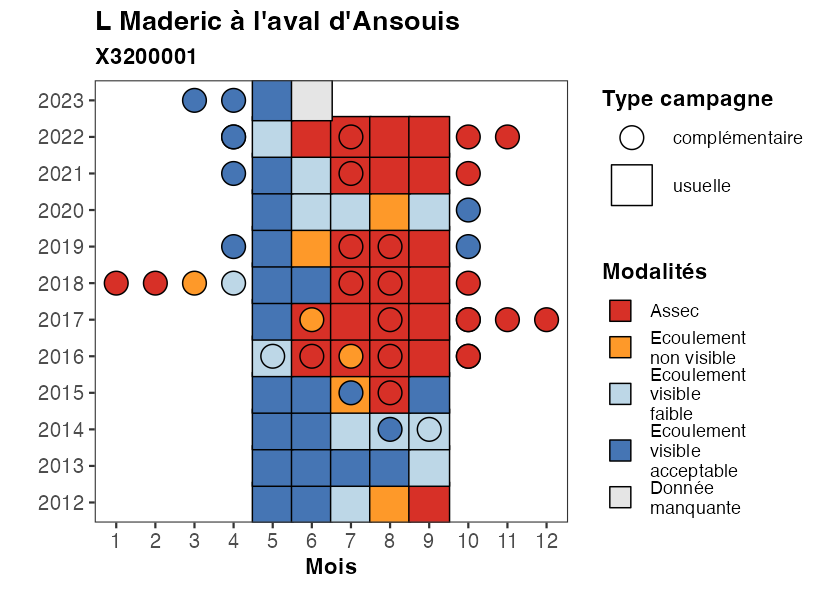 L Maderic à l'aval d'Ansouis
X3200001
2023
2022
2021
2020
2019
2018
2017
2016
2015
2014
2013
2012
1 2 3 4 5 6 7 8 9 10 11 12
Mois
Type campagne
complémentaire
usuelle
Modalités
Assec
Ecoulement
non visible
Ecoulement
visible
faible
Ecoulement
visible
acceptable
Donnée
manquante